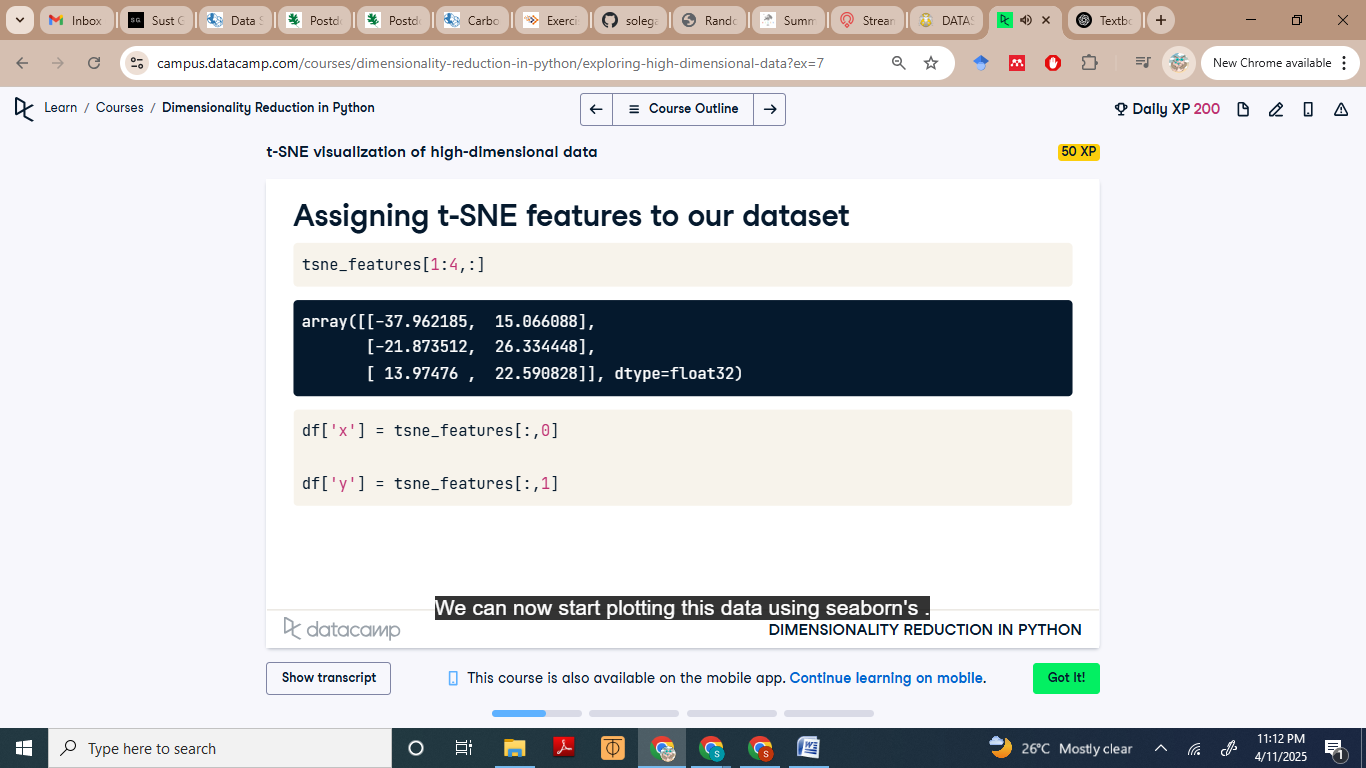 Inbox
Sust G
Data S
Postdo
Postdo
Carbo
Exerci
solega
Rando
Summ
Stream
DATAS
Textbo
campus.datacamp.com/courses/dimensionality-reduction-in-python/exploring-high-dimensional-data?ex=7
New Chrome available
Learn / Courses / Dimensionality Reduction in Python
Course Outline
Daily XP 200
t-SNE visualization of high-dimensional data
50 XP
Assigning t-SNE features to our dataset
tsne_features[1:4,:]
array([[-37.962185,  15.066088],
       [-21.873512,  26.334448],
       [ 13.97476 ,  22.590828]], dtype=float32)
df['x'] = tsne_features[:,0]
df['y'] = tsne_features[:,1]
We can now start plotting this data using seaborn's .
datacamp
DIMENSIONALITY REDUCTION IN PYTHON
Show transcript
This course is also available on the mobile app. Continue learning on mobile.
Got It!
Type here to search
26°C Mostly clear
11:12 PM
4/11/2025
1